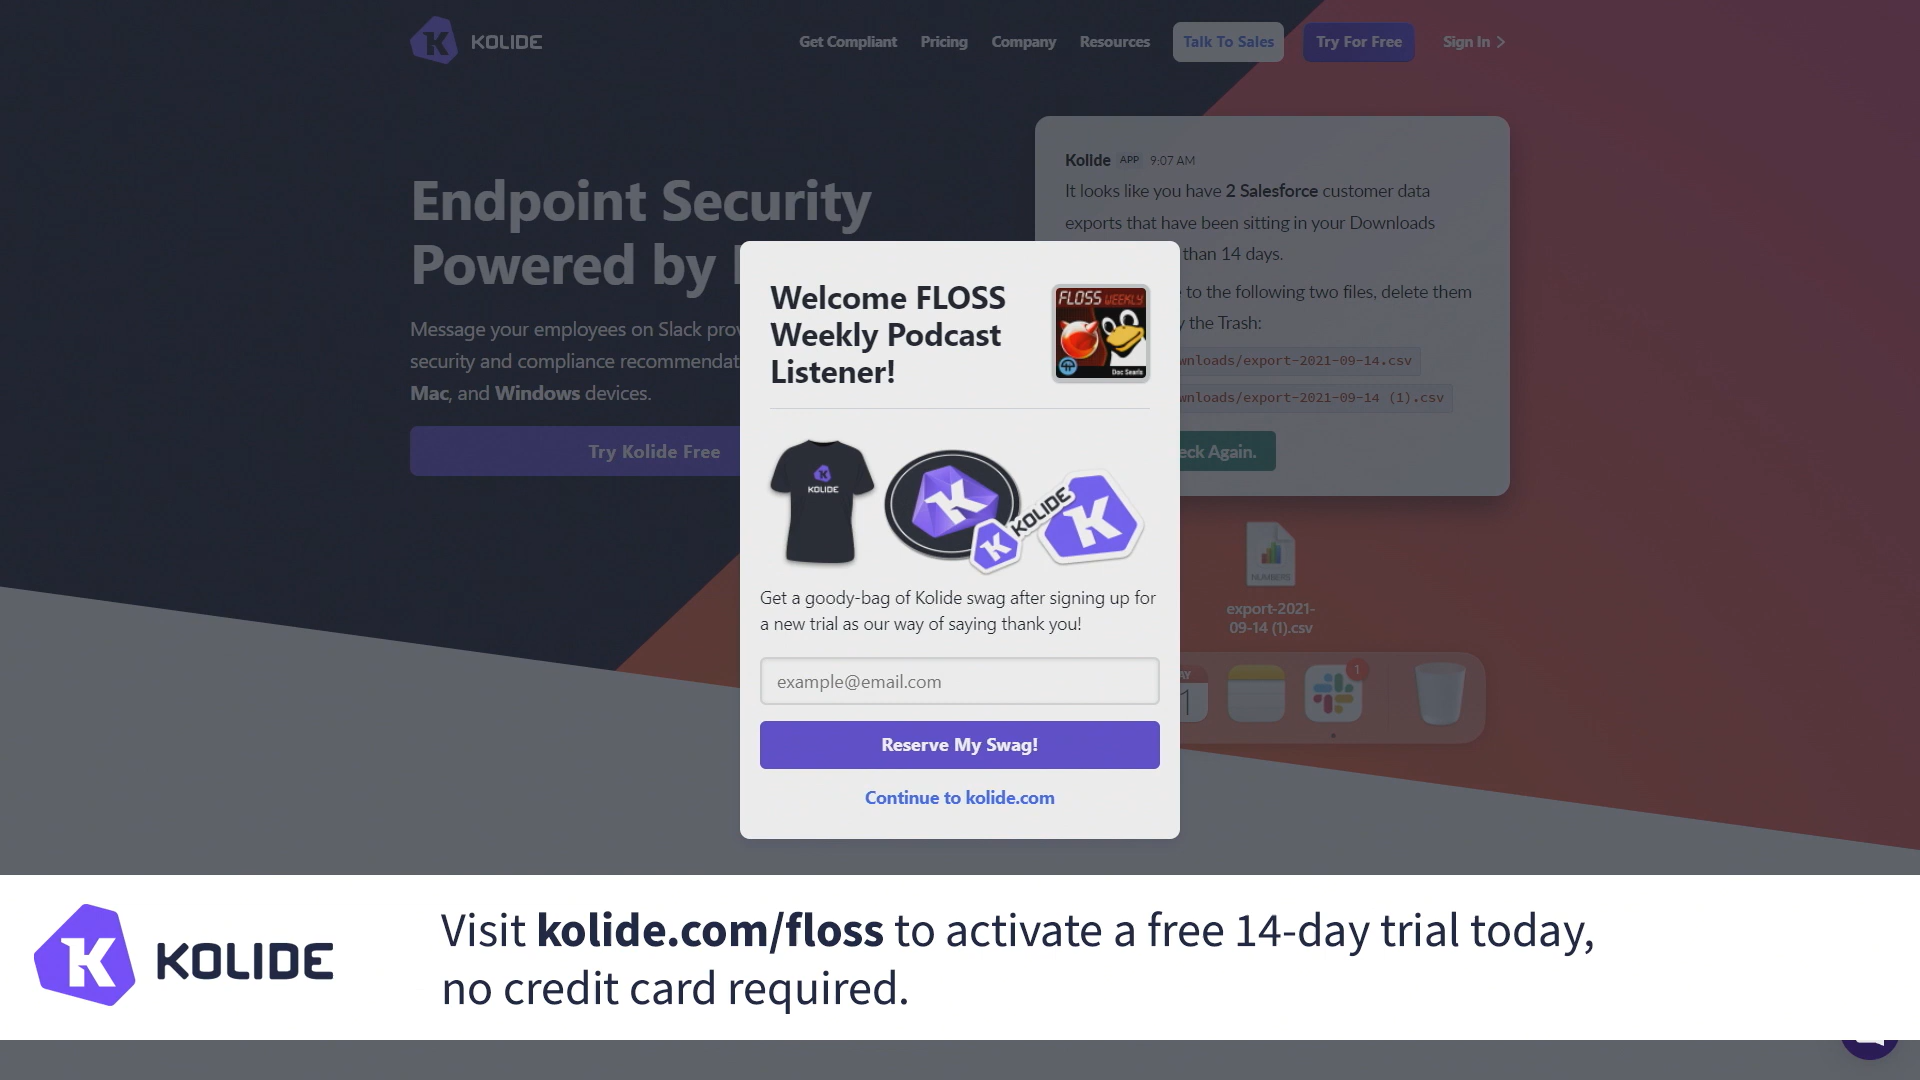 KOLIDE
Get Compliant
Pricing
Company
Resources
Talk To Sales
Try For Free
Sign In
Endpoint Security
Powered by
Message your employees on Slack
security and compliance
Mac, and Windows devices.
Try Kolide Free
Kolide APP 9:07 AM
It looks like you have 2 Salesforce customer data
exports that have been sitting in your Downloads
than 14 days.
to the following two files, delete them
the Trash:
wnloads/export-2021-09-14.csv
wnloads/export-2021-09-14 (1).csv
Again.
NUMBERS
export-2021-
09-14 (1).csv
1
Welcome FLOSS
Weekly Podcast
Listener!
FLOSS WEEKLY
Doc Searls
KOLIDE
KOLIDE
Get a goody-bag of Kolide swag after signing up for
a new trial as our way of saying thank you!
example@email.com
Reserve My Swag!
Continue to kolide.com
KOLIDE
Visit kolide.com/floss to activate a free 14-day trial today,
no credit card required.